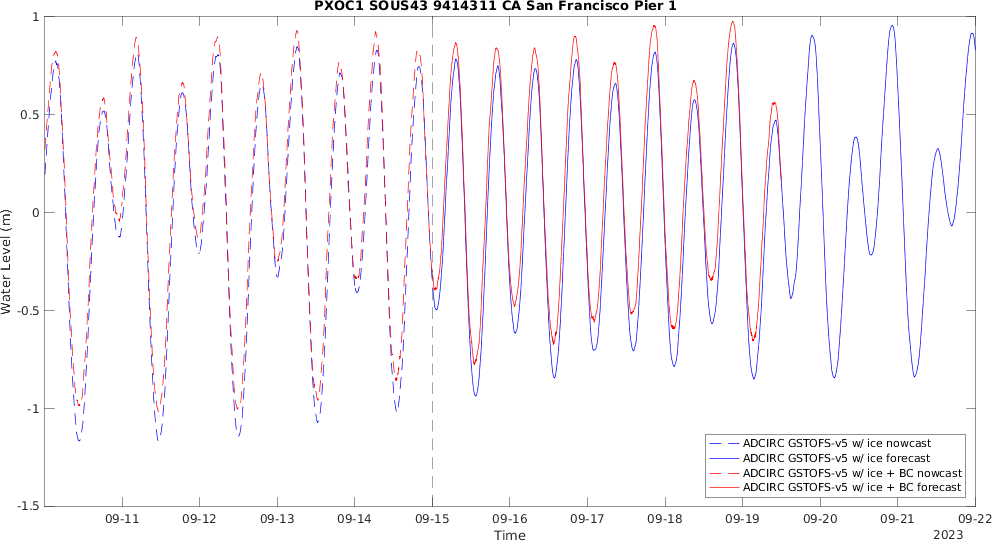 PXOC1 SOUS43 9414311 CA San Francisco Pier 1
Water Level (m)
1
0.5
0
-0.5
-1
-1.5
ADCIRC GSTOFS-v5 w/ ice nowcast
ADCIRC GSTOFS-v5 w/ ice forecast
ADCIRC GSTOFS-v5 w/ ice + BC nowcast
ADCIRC GSTOFS-v5 w/ ice + BC forecast
09-11 09-12 09-13 09-14 09-15 09-16 09-17 09-18 09-19 09-20 09-21 09-22
Time
2023